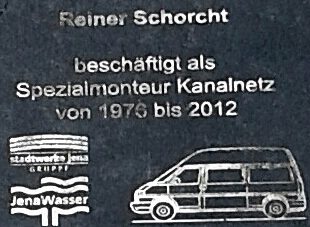 Reiner Schorcht
beschäftigt als
Spezialmonteur Kanalnetz
von 1976 bis 2012
stadtwerke jena
GRUPPE
JenaWasser